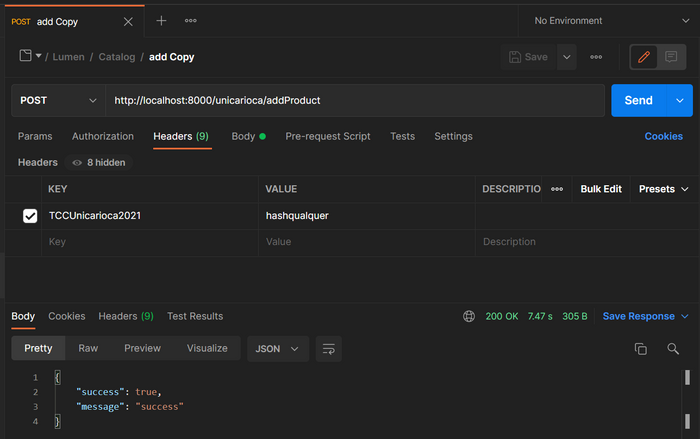 POST add Copy
No Environment
/ Lumen / Catalog / add Copy
Save
POST http://localhost:8000/unicarioca/addProduct Send
Params Authorization Headers (9) Body Pre-request Script Tests Settings Cookies
Headers 8 hidden
KEY VALUE DESCRIPTIO Bulk Edit Presets
TCCUnicarioca2021 hashqualquer
Key Value Description
Body Cookies Headers (9) Test Results 200 OK 7.47 s 305 B Save Response
Pretty Raw Preview Visualize JSON
1 {
2 "success": true,
3 "message": "success"
4 }